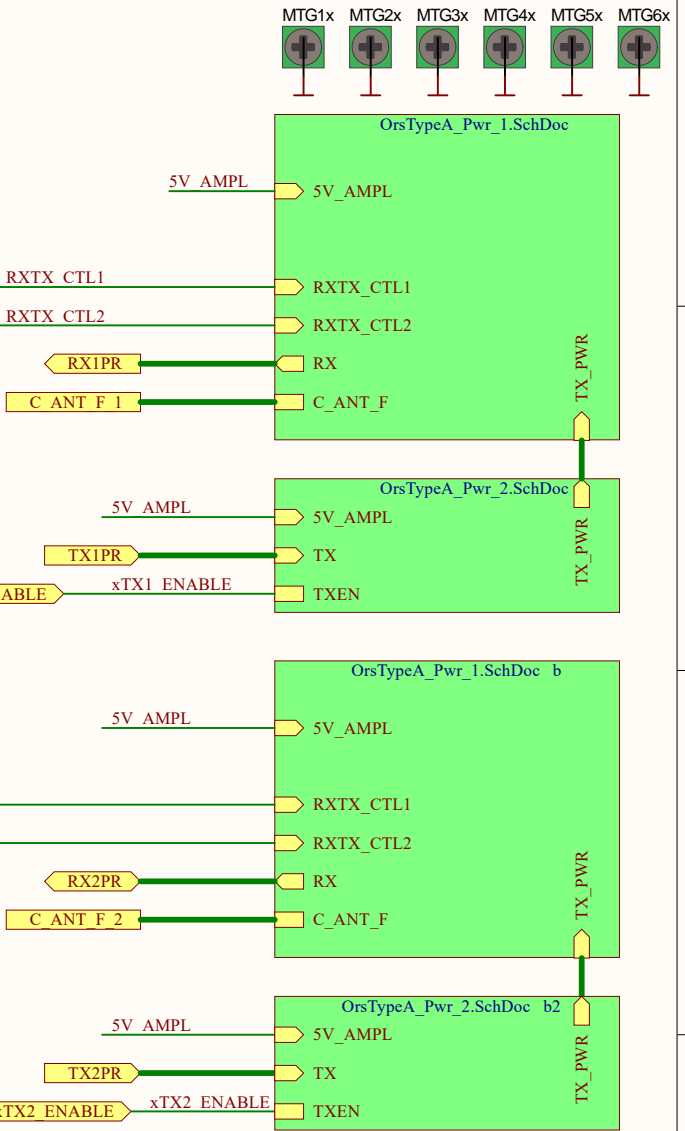 MTG1x MTG2x MTG3x MTG4x MTG5x MTG6x
OrsTypeA_Pwr_1.SchDoc
5V_AMPL 5V_AMPL
RXTX_CTL1 RXTX_CTL1
RXTX_CTL2 RXTX_CTL2
RX1PR RX
C_ANT_F_1 C_ANT_F
TX_PWR
OrsTypeA_Pwr_2.SchDoc
5V_AMPL 5V_AMPL
TX1PR TX
ABLE xTX1_ENABLE TXEN
TX_PWR
OrsTypeA_Pwr_1.SchDoc b
5V_AMPL 5V_AMPL
RXTX_CTL1
RXTX_CTL2
RX2PR RX
C_ANT_F_2 C_ANT_F
TX_PWR
OrsTypeA_Pwr_2.SchDoc b2
5V_AMPL 5V_AMPL
TX2PR TX
xTX2_ENABLE xTX2_ENABLE TXEN
TX_PWR